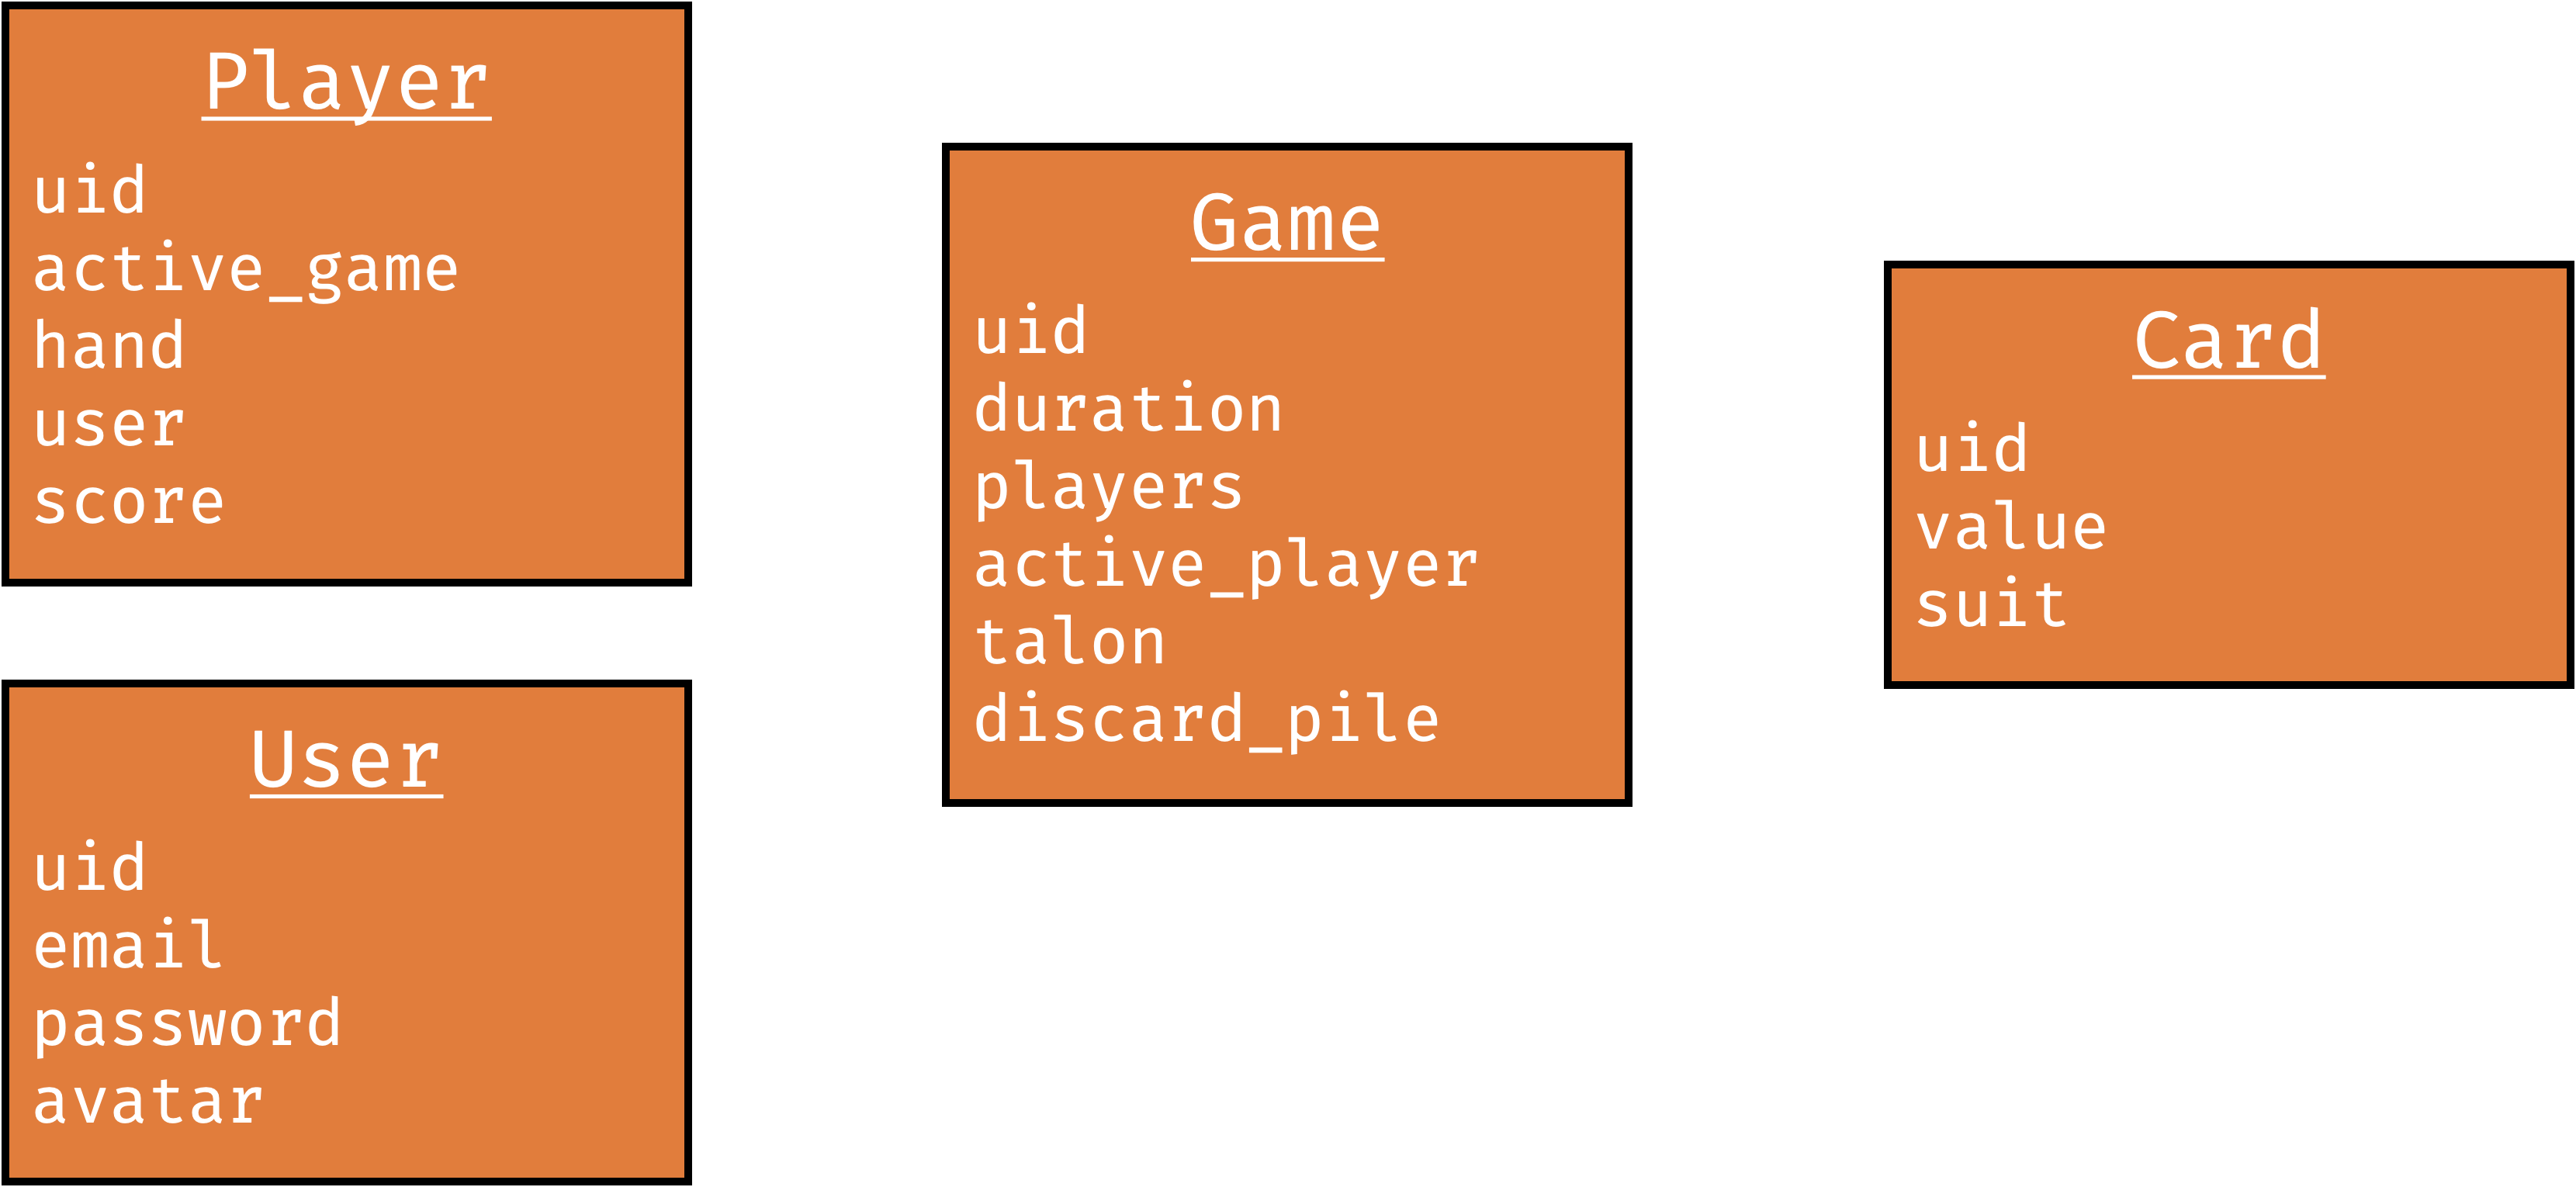 Player
uid
active_game
hand
user
score
User
uid
email
password
avatar
Game
uid
duration
players
active_player
talon
discard_pile
Card
uid
value
suit